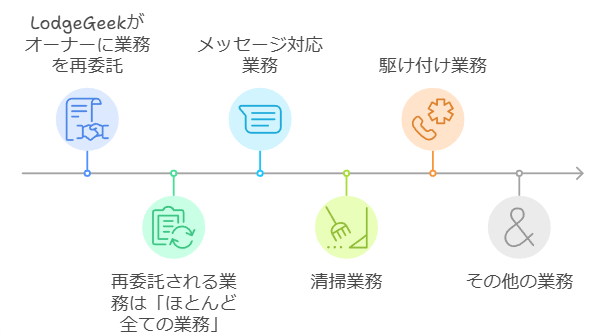 LodgeGeekが
オーナーに業務
を再委託
メッセージ対応
業務
駆け付け業務
&
再委託される業
務は「ほとんど
全ての業務」
清掃業務
その他の業務